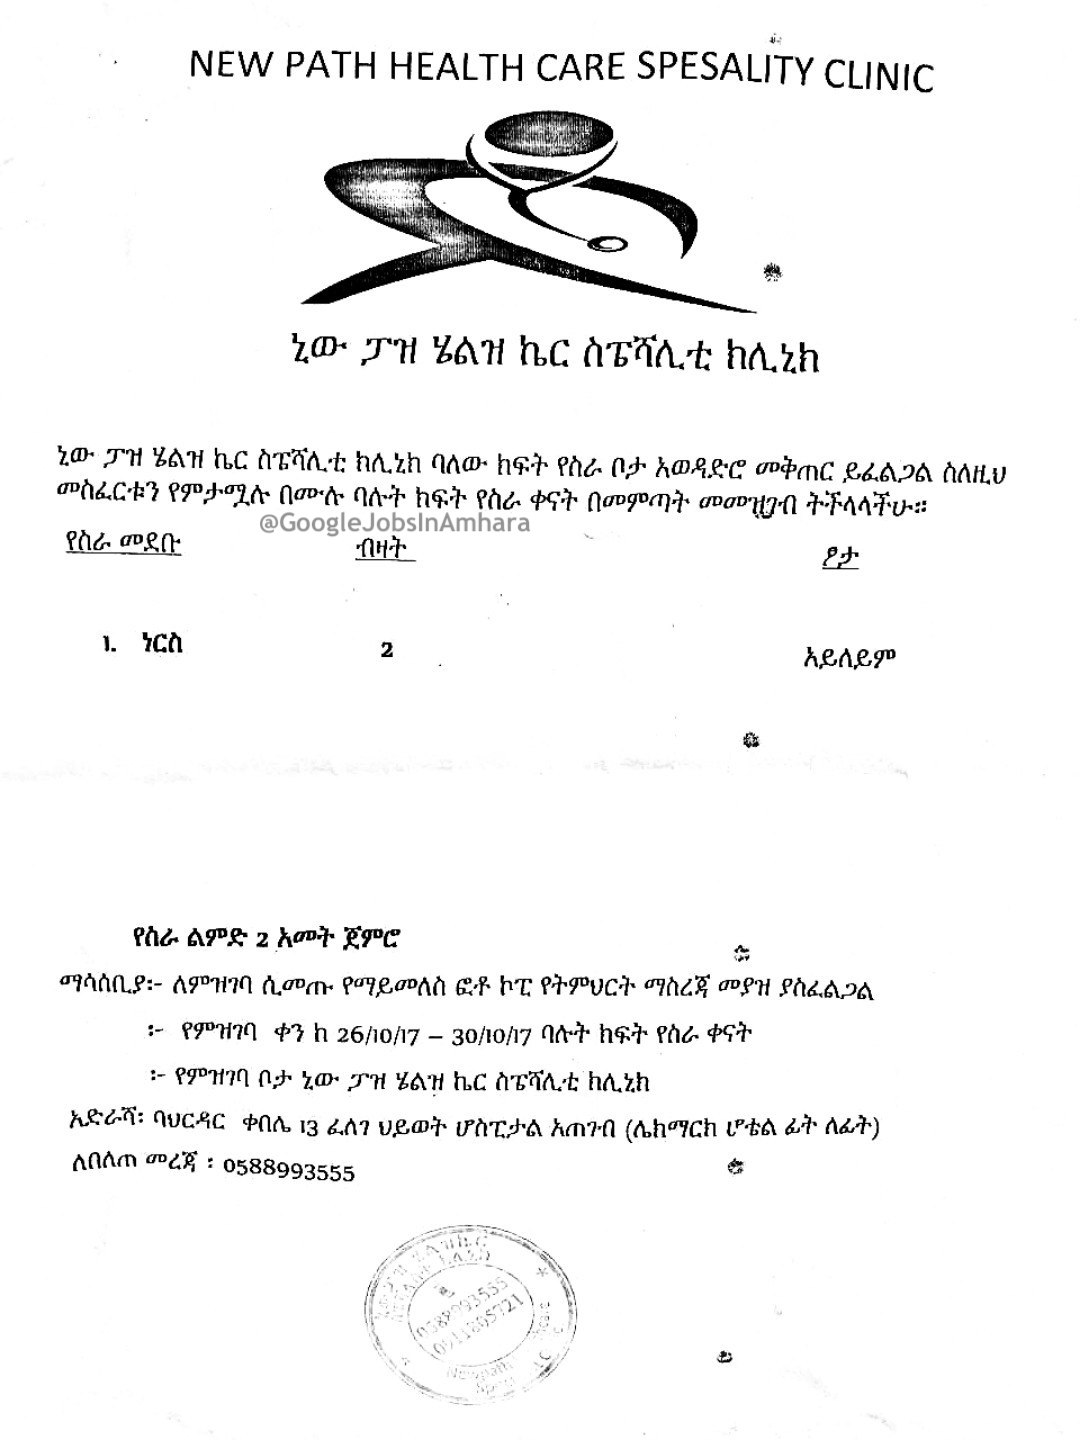 NEW PATH HEALTH CARE SPESALITY CLINIC
ኒው ፓዝ ሄልዝ ኬር ስፔሻሊቲ ክሊኒክ
ኒው ፓዝ ሄልዝ ኬር ስፔሻሊቲ ክሊኒክ ባለው ክፍት የስራ ቦታ አወዳድሮ መቅጠር ይፈልጋል ስለዚህ
መስፈርቱን የምታሟሉ በሙሉ ባሉት ክፍት የስራ ቀናት በመምጣት መመዝገብ ትችላላችሁ።
@GoogleJobsInAmhara
የስራ መደቡ ብዛት ፆታ
1. ነርስ 2 አይለይም
የስራ ልምድ 2 አመት ጀምሮ
ማሳሰቢያ፡- ለምዝገባ ሲመጡ የማይመለስ ፎቶ ኮፒ የትምህርት ማስረጃ መያዝ ያስፈልጋል
፡- የምዝገባ ቀን ከ 26/10/17 – 30/10/17 ባሉት ክፍት የስራ ቀናት
፡- የምዝገባ ቦታ ኒው ፓዝ ሄልዝ ኬር ስፔሻሊቲ ክሊኒክ
አድራሻ፡ ባህርዳር ቀበሌ 13 ፈለገ ህይወት ሆስፒታል አጠገብ (ሌክማርክ ሆቴል ፊት ለፊት)
ለበለጠ መረጃ ፡ 0588993555
0588993555